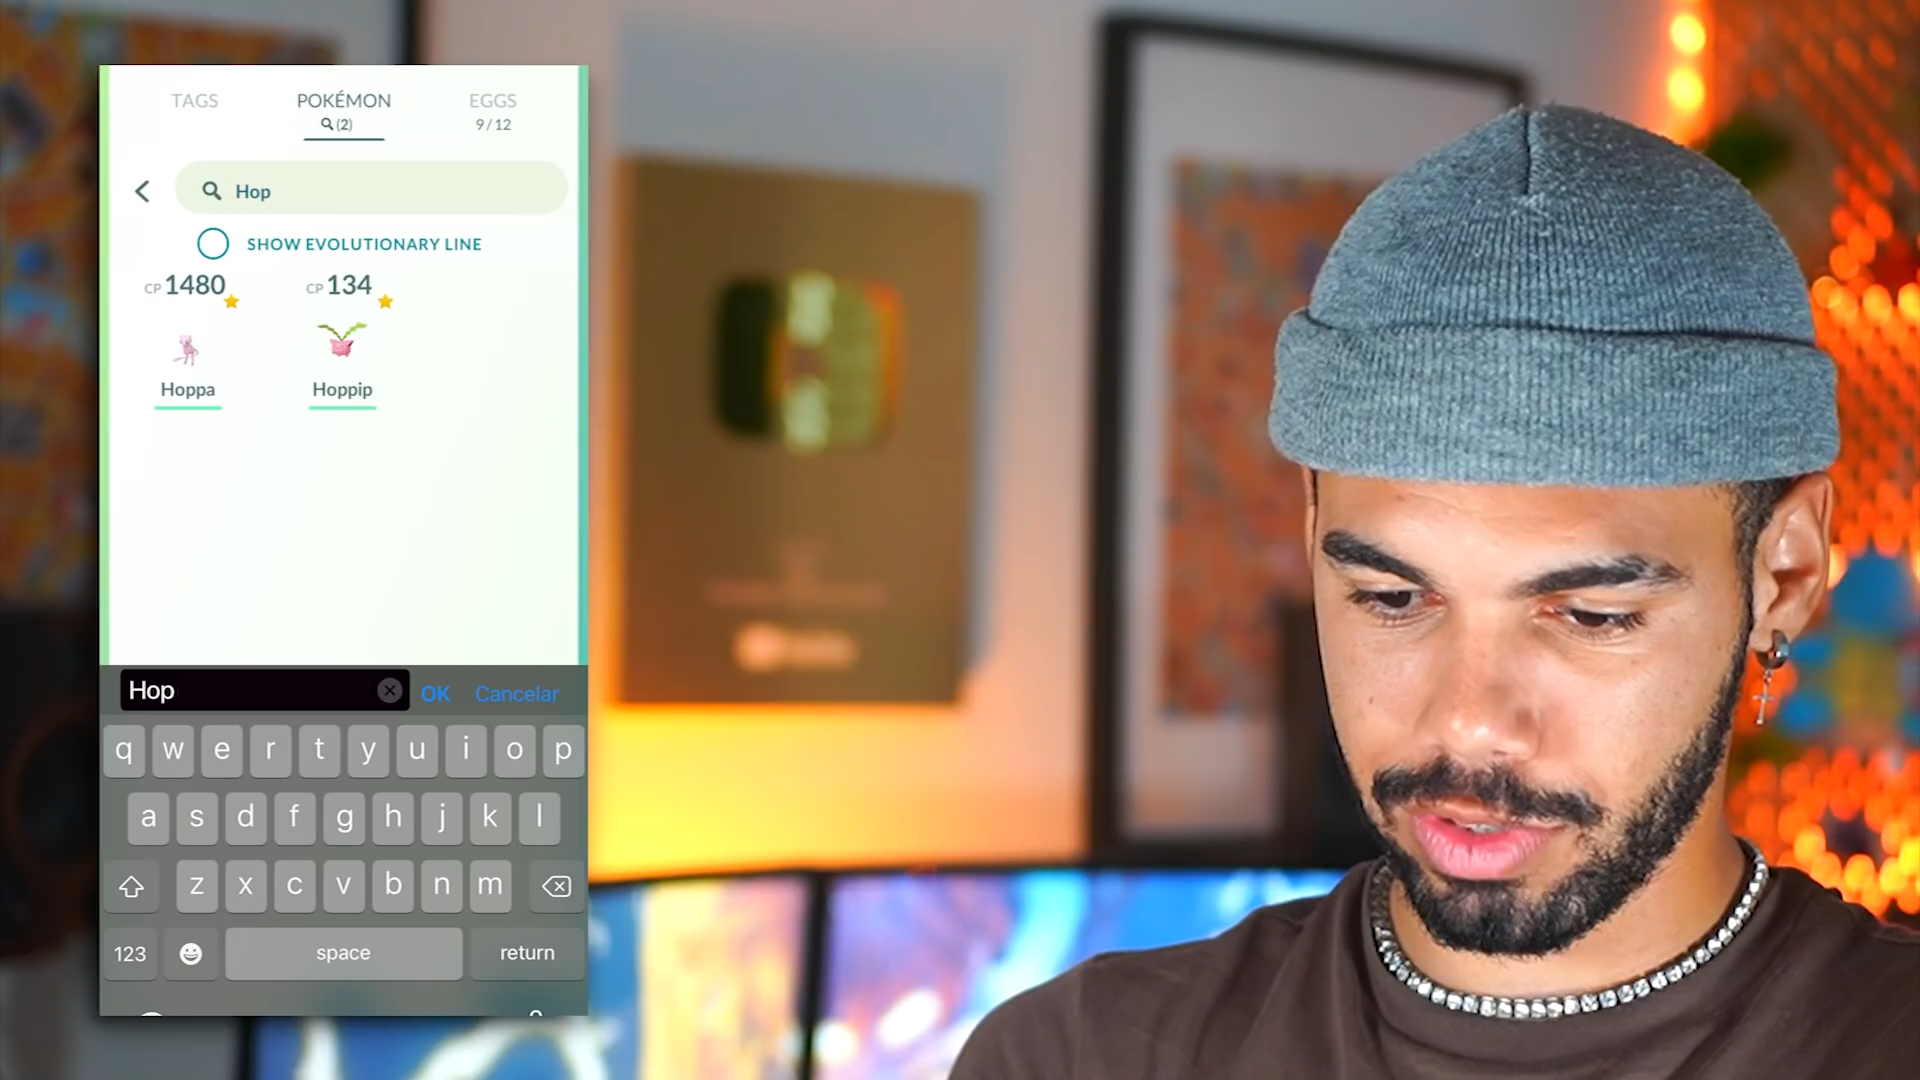 TAGS POKÉMON EGGS
(2) 9/12
Hop
SHOW EVOLUTIONARY LINE
CP 1480 CP 134
Hoppa Hoppip
Hop OK Cancelar
q w e r t y u i o p
a s d f g h j k l
z x c v b n m
123 space return